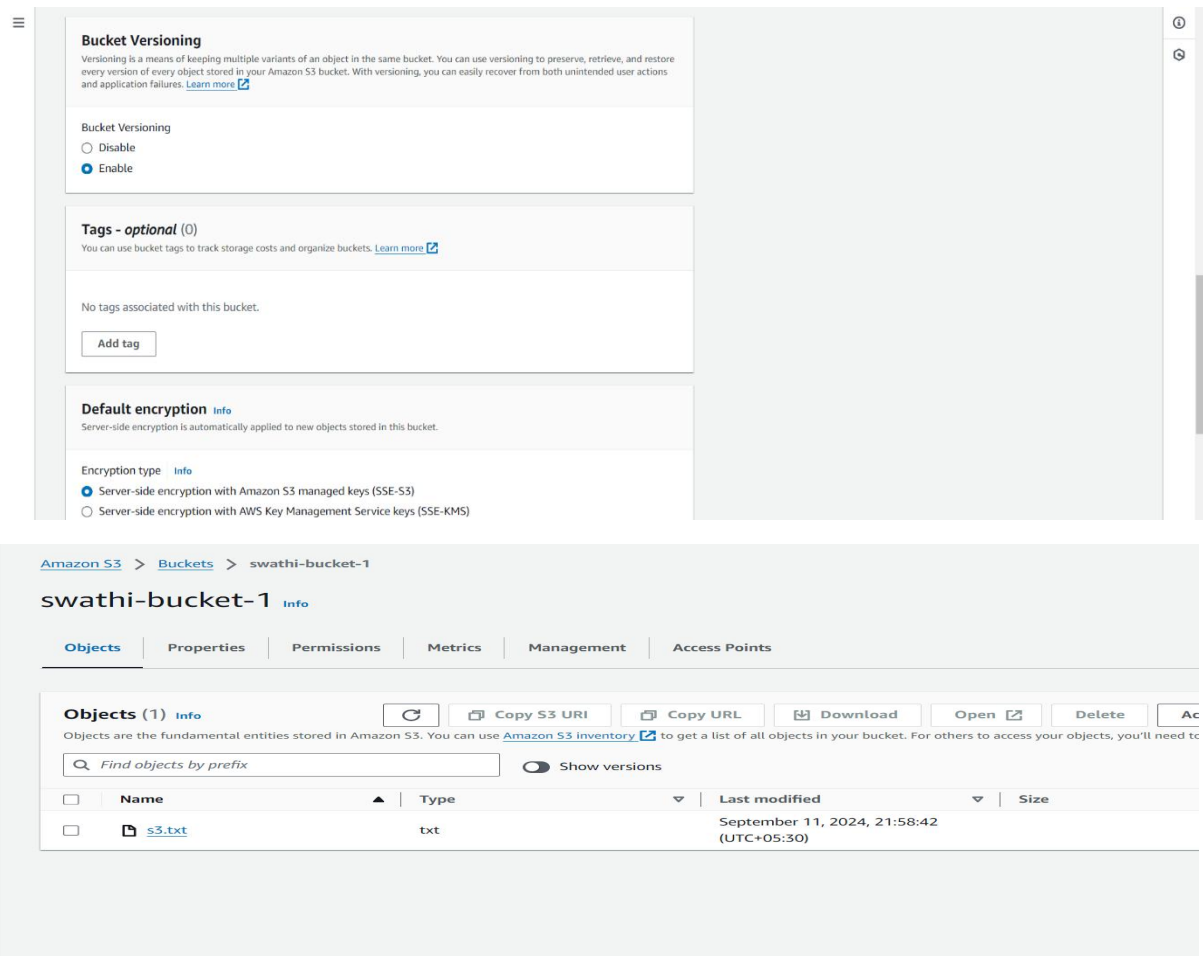 Bucket Versioning
Versioning is a means of keeping multiple variants of an object in the same bucket. You can use versioning to preserve, retrieve, and restore
every version of every object stored in your Amazon S3 bucket. With versioning, you can easily recover from both unintended user actions
and application failures. Learn more
Bucket Versioning
Disable
Enable
Tags - optional (0)
You can use bucket tags to track storage costs and organize buckets. Learn more
No tags associated with this bucket.
Add tag
Default encryption Info
Server-side encryption is automatically applied to new objects stored in this bucket.
Encryption type Info
Server-side encryption with Amazon S3 managed keys (SSE-S3)
Server-side encryption with AWS Key Management Service keys (SSE-KMS)
Amazon S3 > Buckets > swathi-bucket-1
swathi-bucket-1 Info
Objects Properties Permissions Metrics Management Access Points
Objects (1) Info Copy S3 URI Copy URL Download Open Delete Ac
Objects are the fundamental entities stored in Amazon S3. You can use Amazon S3 inventory to get a list of all objects in your bucket. For others to access your objects, you'll need to
Find objects by prefix Show versions
Name Type Last modified Size
s3.txt txt September 11, 2024, 21:58:42
(UTC+05:30)